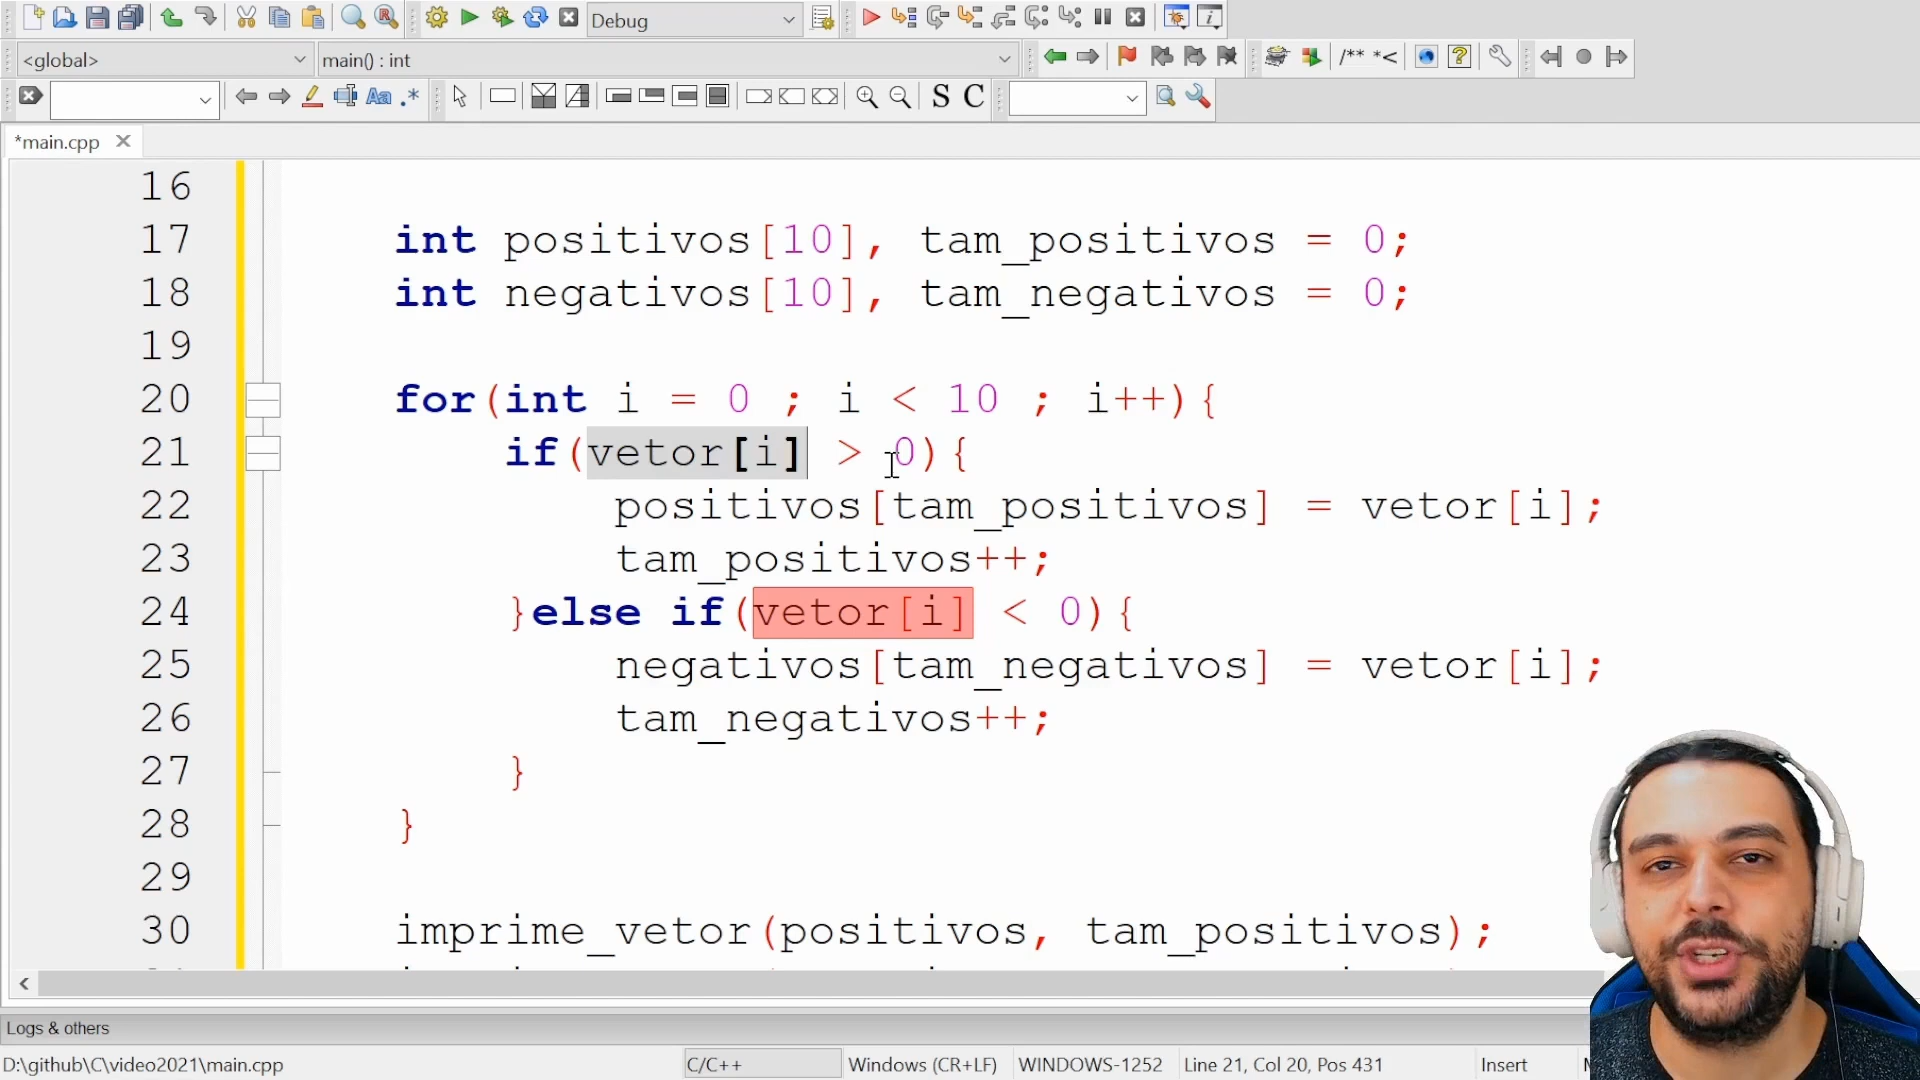 Debug
<global>
main() : int
/** *<
Aa .*
S C
*main.cpp
16
17 int positivos[10], tam_positivos = 0;
18 int negativos[10], tam_negativos = 0;
19
20 for(int i = 0 ; i < 10 ; i++){
21 if(vetor[i] > 0){
22 positivos[tam_positivos] = vetor[i];
23 tam_positivos++;
24 }else if(vetor[i] < 0){
25 negativos[tam_negativos] = vetor[i];
26 tam_negativos++;
27 }
28 }
29
30 imprime_vetor(positivos, tam_positivos);
Logs & others
D:\github\C\video2021\main.cpp C/C++ Windows (CR+LF) WINDOWS-1252 Line 21, Col 20, Pos 431 Insert